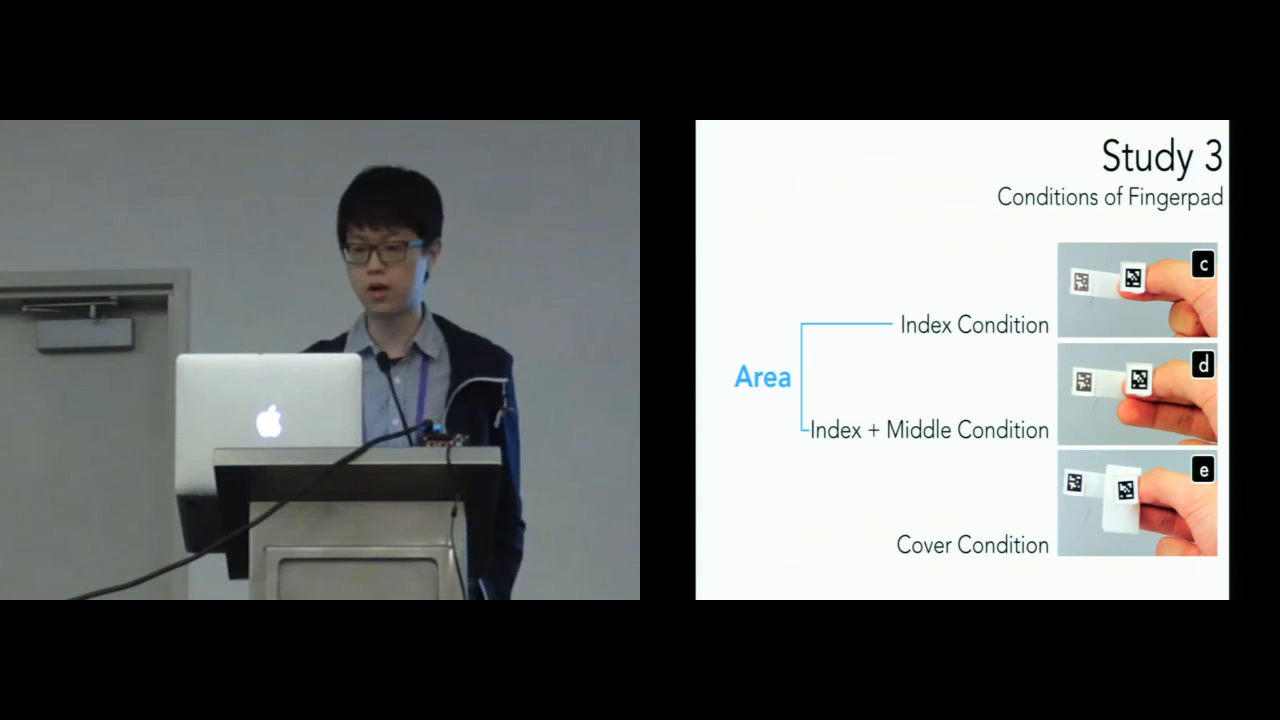 Study 3
Conditions of Fingerpad
c
Index Condition
Area
d
Index + Middle Condition
e
Cover Condition